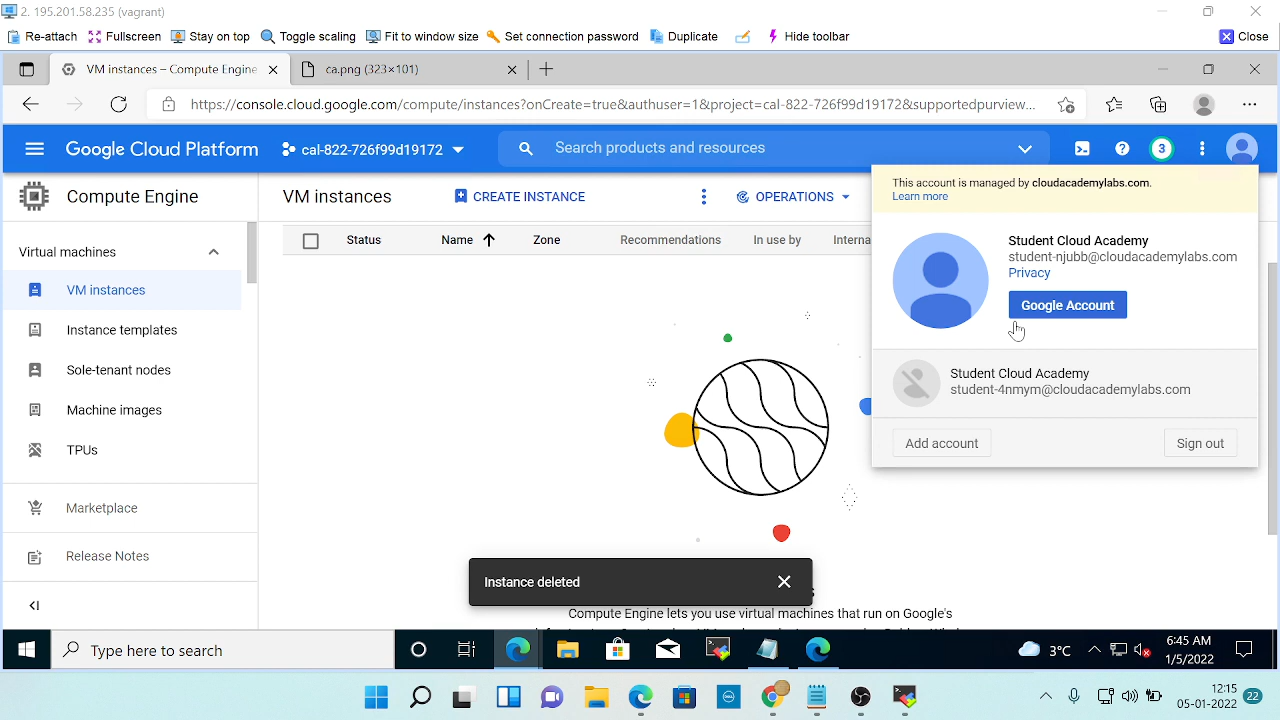 2. 195.201.58.235 (vagrant)
Re-attach Fullscreen Stay on top Toggle scaling Fit to window size Set connection password Duplicate Hide toolbar Close
VM instances – Compute Engine ca.png (323×101)
https://console.cloud.google.com/compute/instances?onCreate=true&authuser=1&project=cal-822-726f99d19172&supportedpurview...
Google Cloud Platform cal-822-726f99d19172 Search products and resources 3
Compute Engine
VM instances CREATE INSTANCE OPERATIONS
Status Name Zone Recommendations In use by Interna
Virtual machines
VM instances
Instance templates
Sole-tenant nodes
Machine images
TPUs
Marketplace
Release Notes
This account is managed by cloudacademylabs.com.
Learn more
Student Cloud Academy
student-njubb@cloudacademylabs.com
Privacy
Google Account
Student Cloud Academy
student-4nmym@cloudacademylabs.com
Add account Sign out
Instance deleted
Compute Engine lets you use virtual machines that run on Google's
Type here to search
3°C
6:45 AM
1/5/2022
DELL
12:15
05-01-2022
22